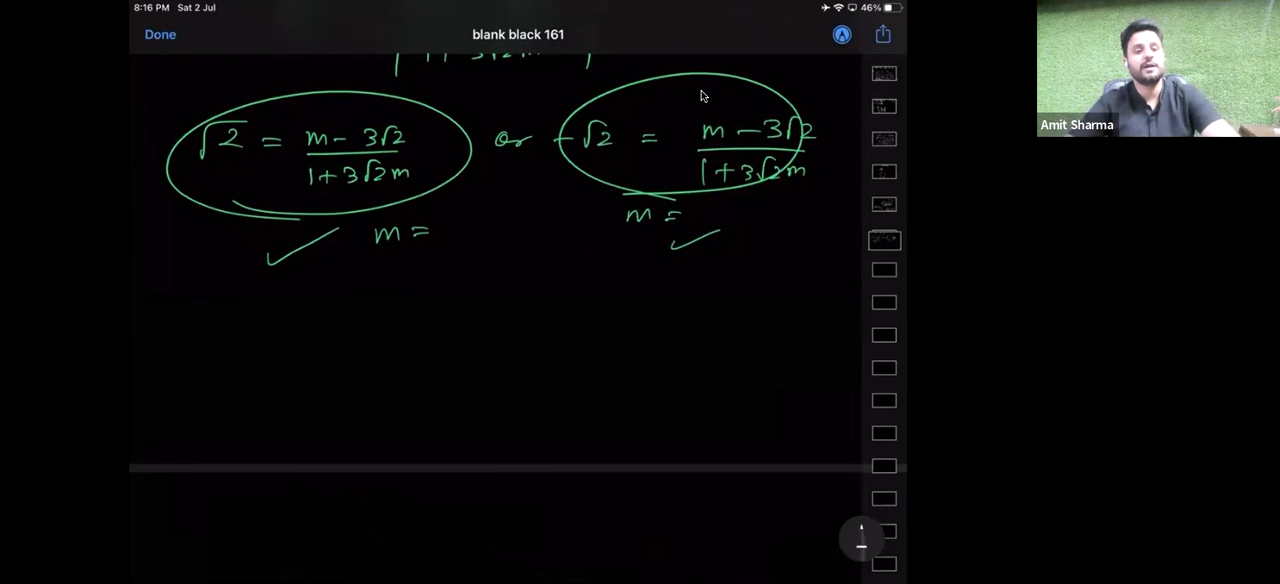 8:16 PM Sat 2 Jul
46%
Done
blank black 161
Amit Sharma
√2 = m - 3√2 / 1 + 3√2m or -√2 = m - 3√2 / 1 + 3√2m
m =
m =